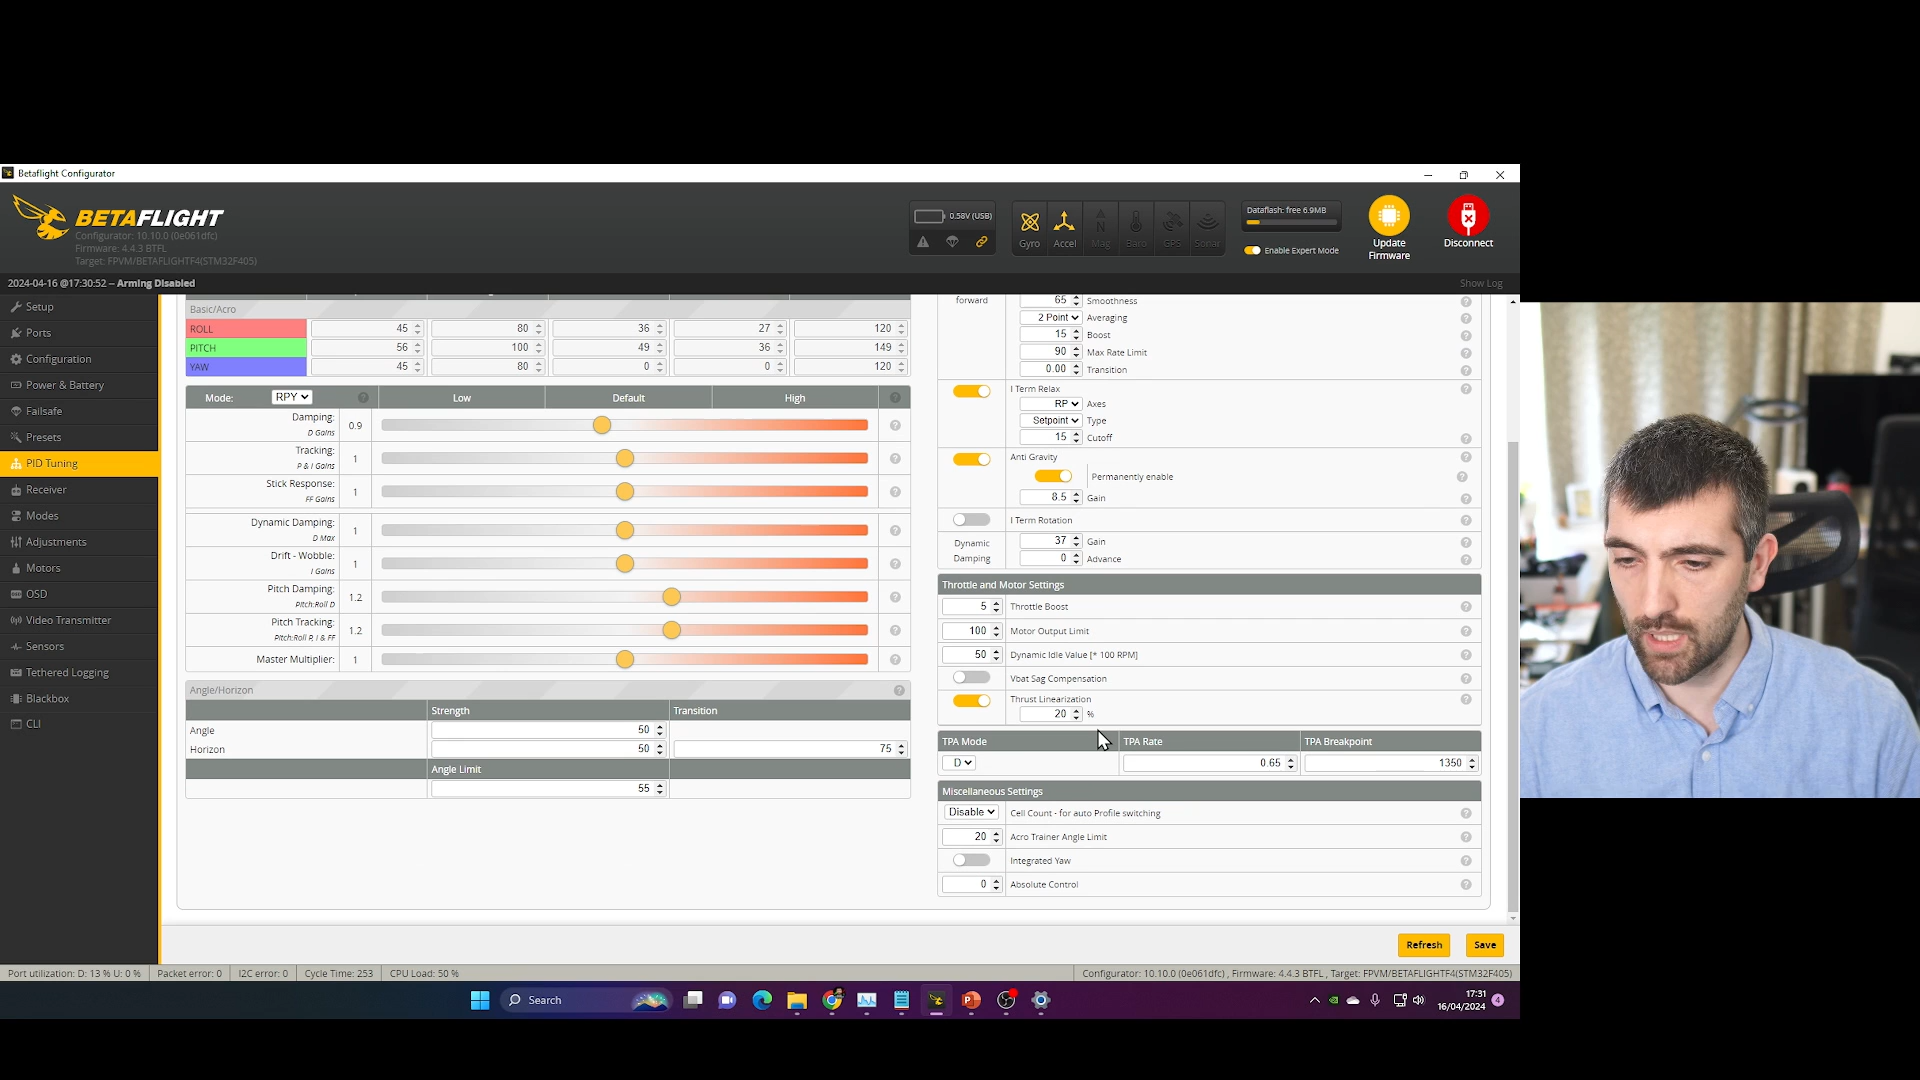 Betaflight Configurator
BETAFLIGHT
Configurator: 10.10.0 (0e061dfc)
Firmware: 4.4.3 BTFL
Target: FPVM/BETAFLIGHTF4(STM32F405)
0.58V (USB)
Gyro Accel Mag Baro GPS Sonar
Dataflash: free 6.9MB
Enable Expert Mode
Update Firmware
Disconnect
2024-04-16 @17:30:52 -- Arming Disabled
Show Log
Setup
Ports
Configuration
Power & Battery
Failsafe
Presets
PID Tuning
Receiver
Modes
Adjustments
Motors
OSD
Video Transmitter
Sensors
Tethered Logging
Blackbox
CLI
Basic/Acro
ROLL 45 80 36 27 120
PITCH 56 100 49 36 149
YAW 45 80 0 0 120
Mode: RPY Low Default High
Damping: D Gains 0.9
Tracking: P & I Gains 1
Stick Response: FF Gains 1
Dynamic Damping: D Max 1
Drift - Wobble: I Gains 1
Pitch Damping: Pitch:Roll D 1.2
Pitch Tracking: Pitch:Roll P, I & FF 1.2
Master Multiplier: 1
Angle/Horizon
Strength Transition
Angle 50
Horizon 50 75
Angle Limit
55
forward 65 Smoothness
2 Point Averaging
15 Boost
90 Max Rate Limit
0.00 Transition
I Term Relax
RP Axes
Setpoint Type
15 Cutoff
Anti Gravity
Permanently enable
8.5 Gain
I Term Rotation
Dynamic Damping 37 Gain
0 Advance
Throttle and Motor Settings
5 Throttle Boost
100 Motor Output Limit
50 Dynamic Idle Value [* 100 RPM]
Vbat Sag Compensation
Thrust Linearization
20 %
TPA Mode TPA Rate TPA Breakpoint
D 0.65 1350
Miscellaneous Settings
Disable Cell Count - for auto Profile switching
20 Acro Trainer Angle Limit
Integrated Yaw
0 Absolute Control
Refresh Save
Port utilization: D: 13 % U: 0 % Packet error: 0 I2C error: 0 Cycle Time: 253 CPU Load: 50 %
Configurator: 10.10.0 (0e061dfc) , Firmware: 4.4.3 BTFL , Target: FPVM/BETAFLIGHTF4(STM32F405)
Search
17:31
16/04/2024
4